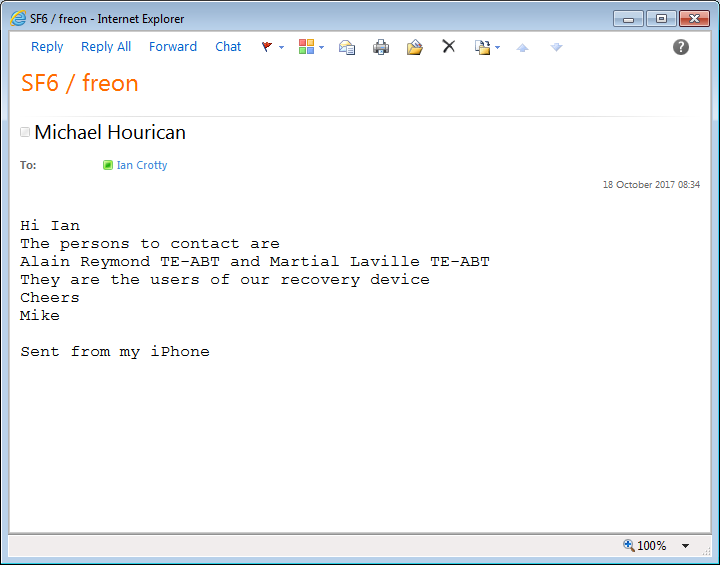 SF6 / freon - Internet Explorer
Reply Reply All Forward Chat
SF6 / freon
Michael Hourican
To: Ian Crotty
18 October 2017 08:34
Hi Ian
The persons to contact are
Alain Reymond TE-ABT and Martial Laville TE-ABT
They are the users of our recovery device
Cheers
Mike
Sent from my iPhone
100%